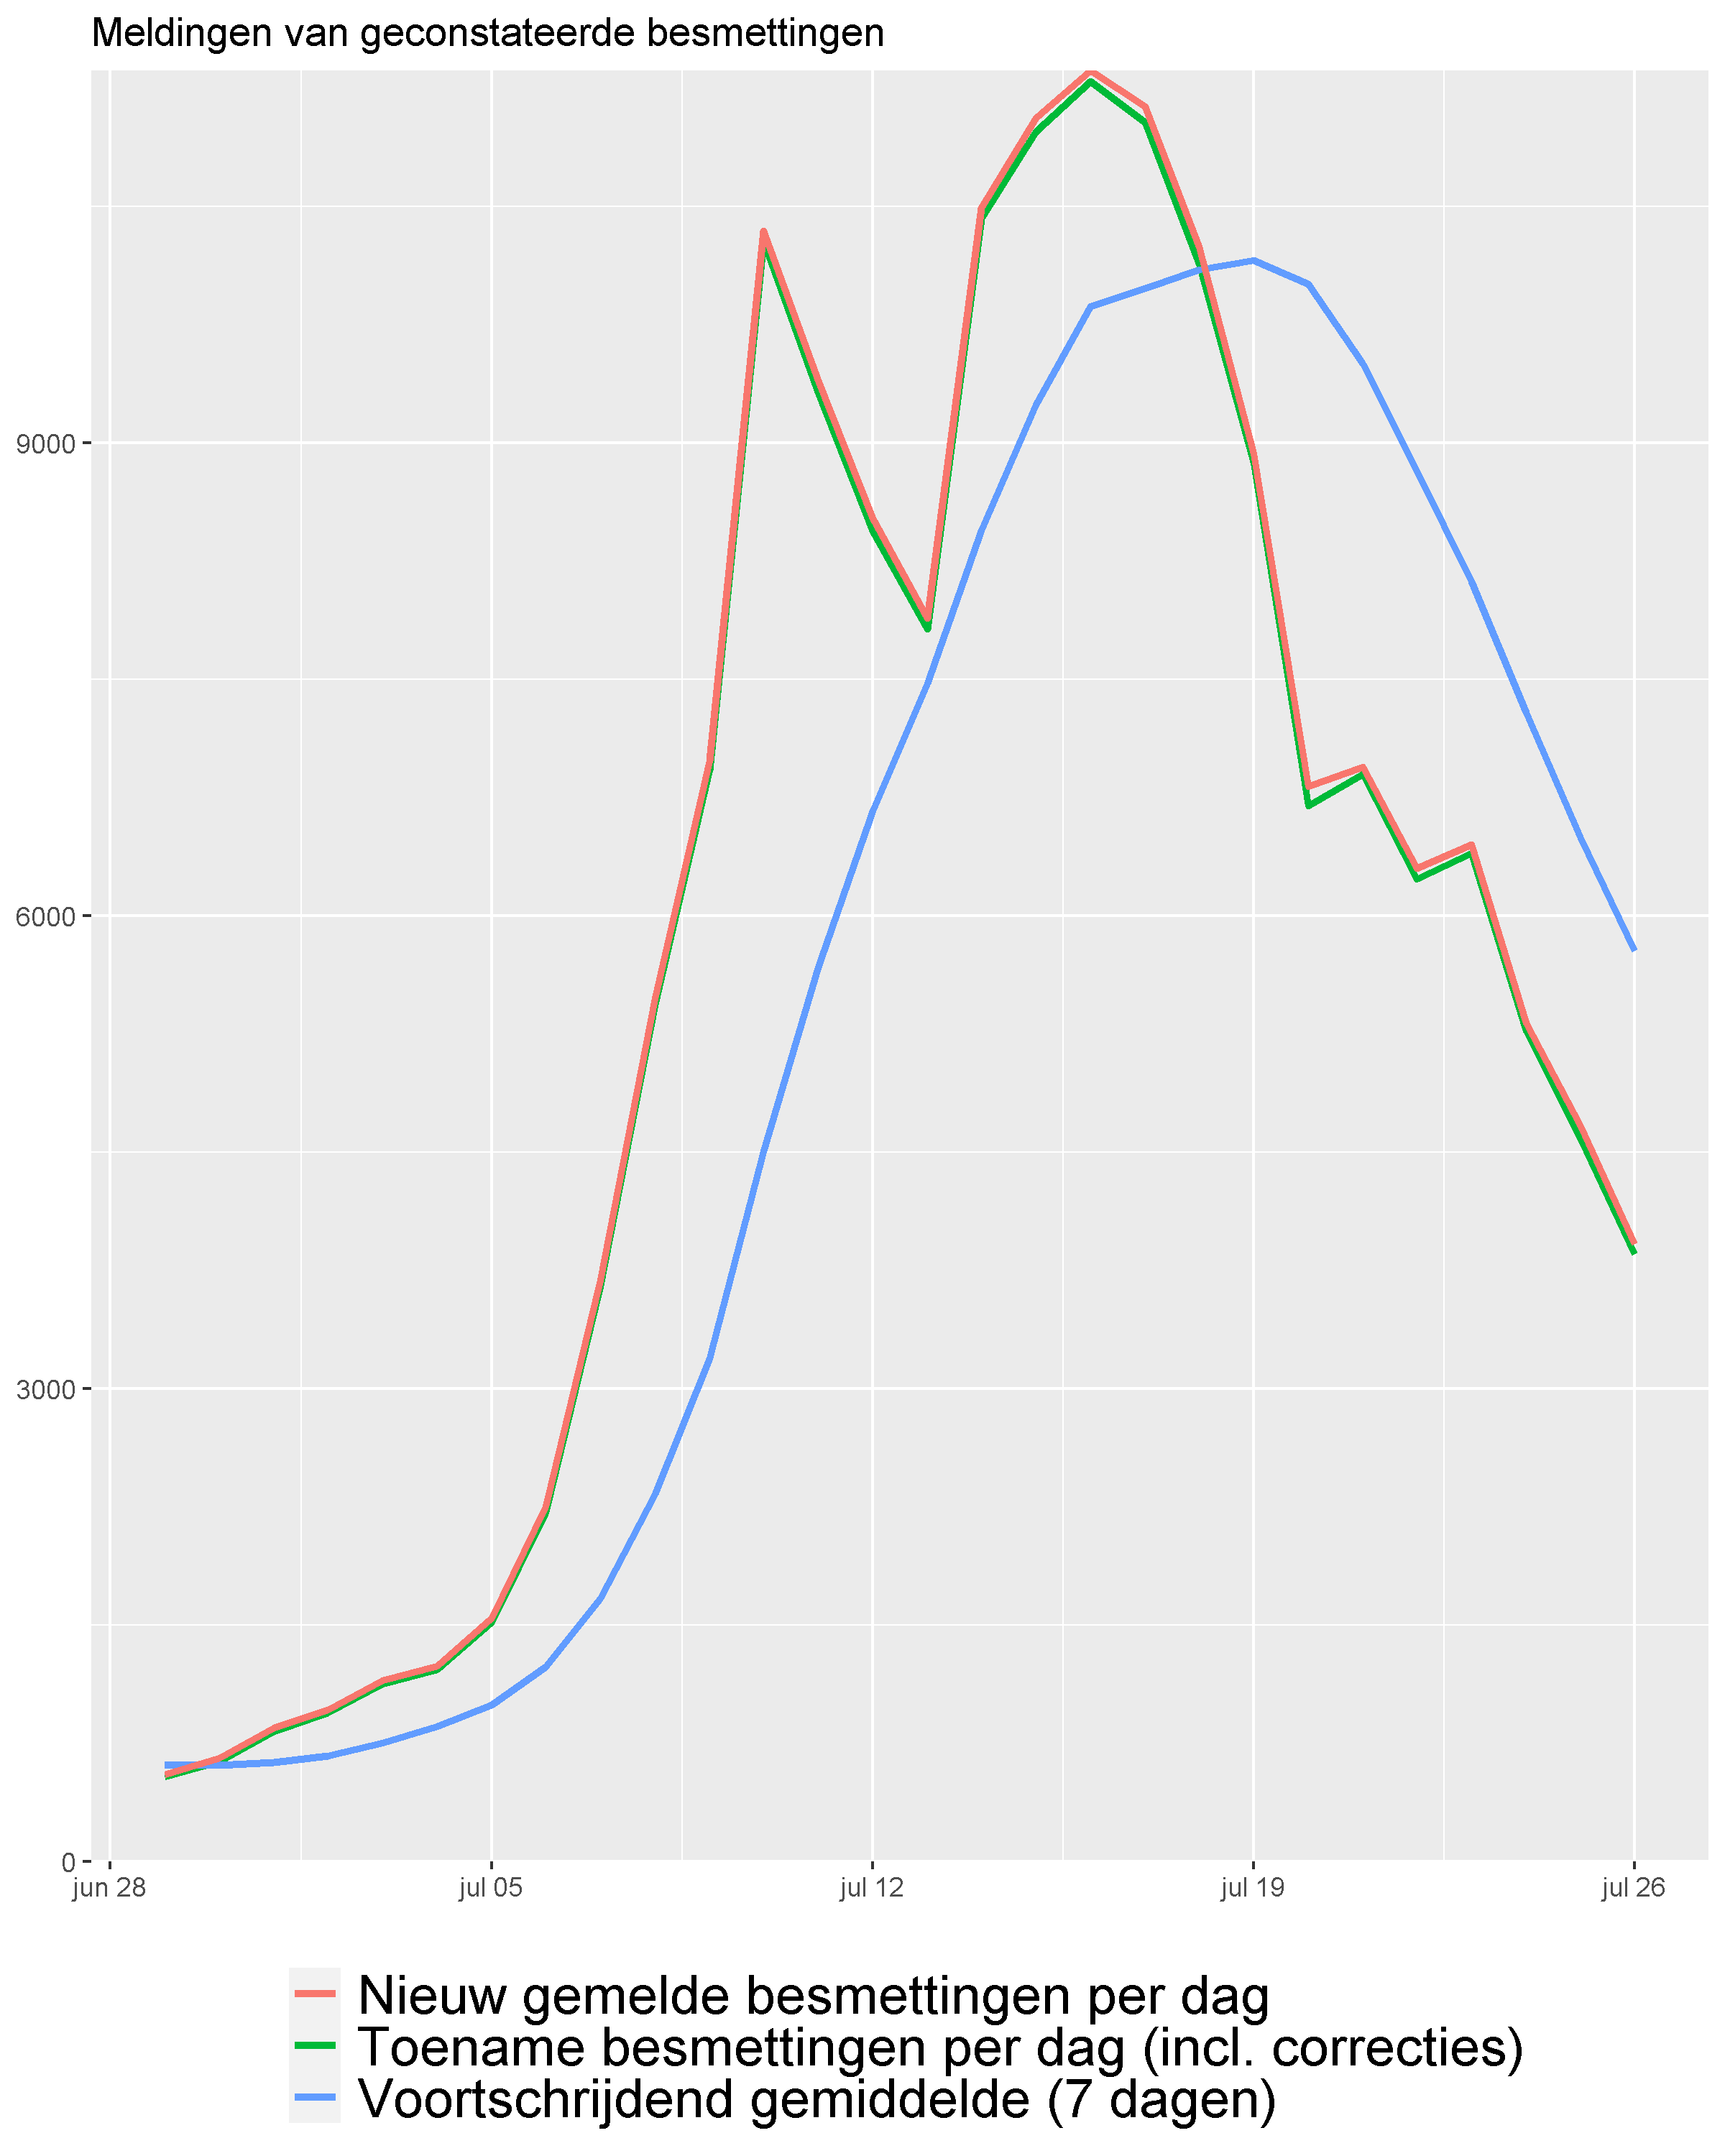 Meldingen van geconstateerde besmettingen
9000
6000
3000
0
jun 28 jul 05 jul 12 jul 19 jul 26
Nieuw gemelde besmettingen per dag
Toename besmettingen per dag (incl. correcties)
Voortschrijdend gemiddelde (7 dagen)